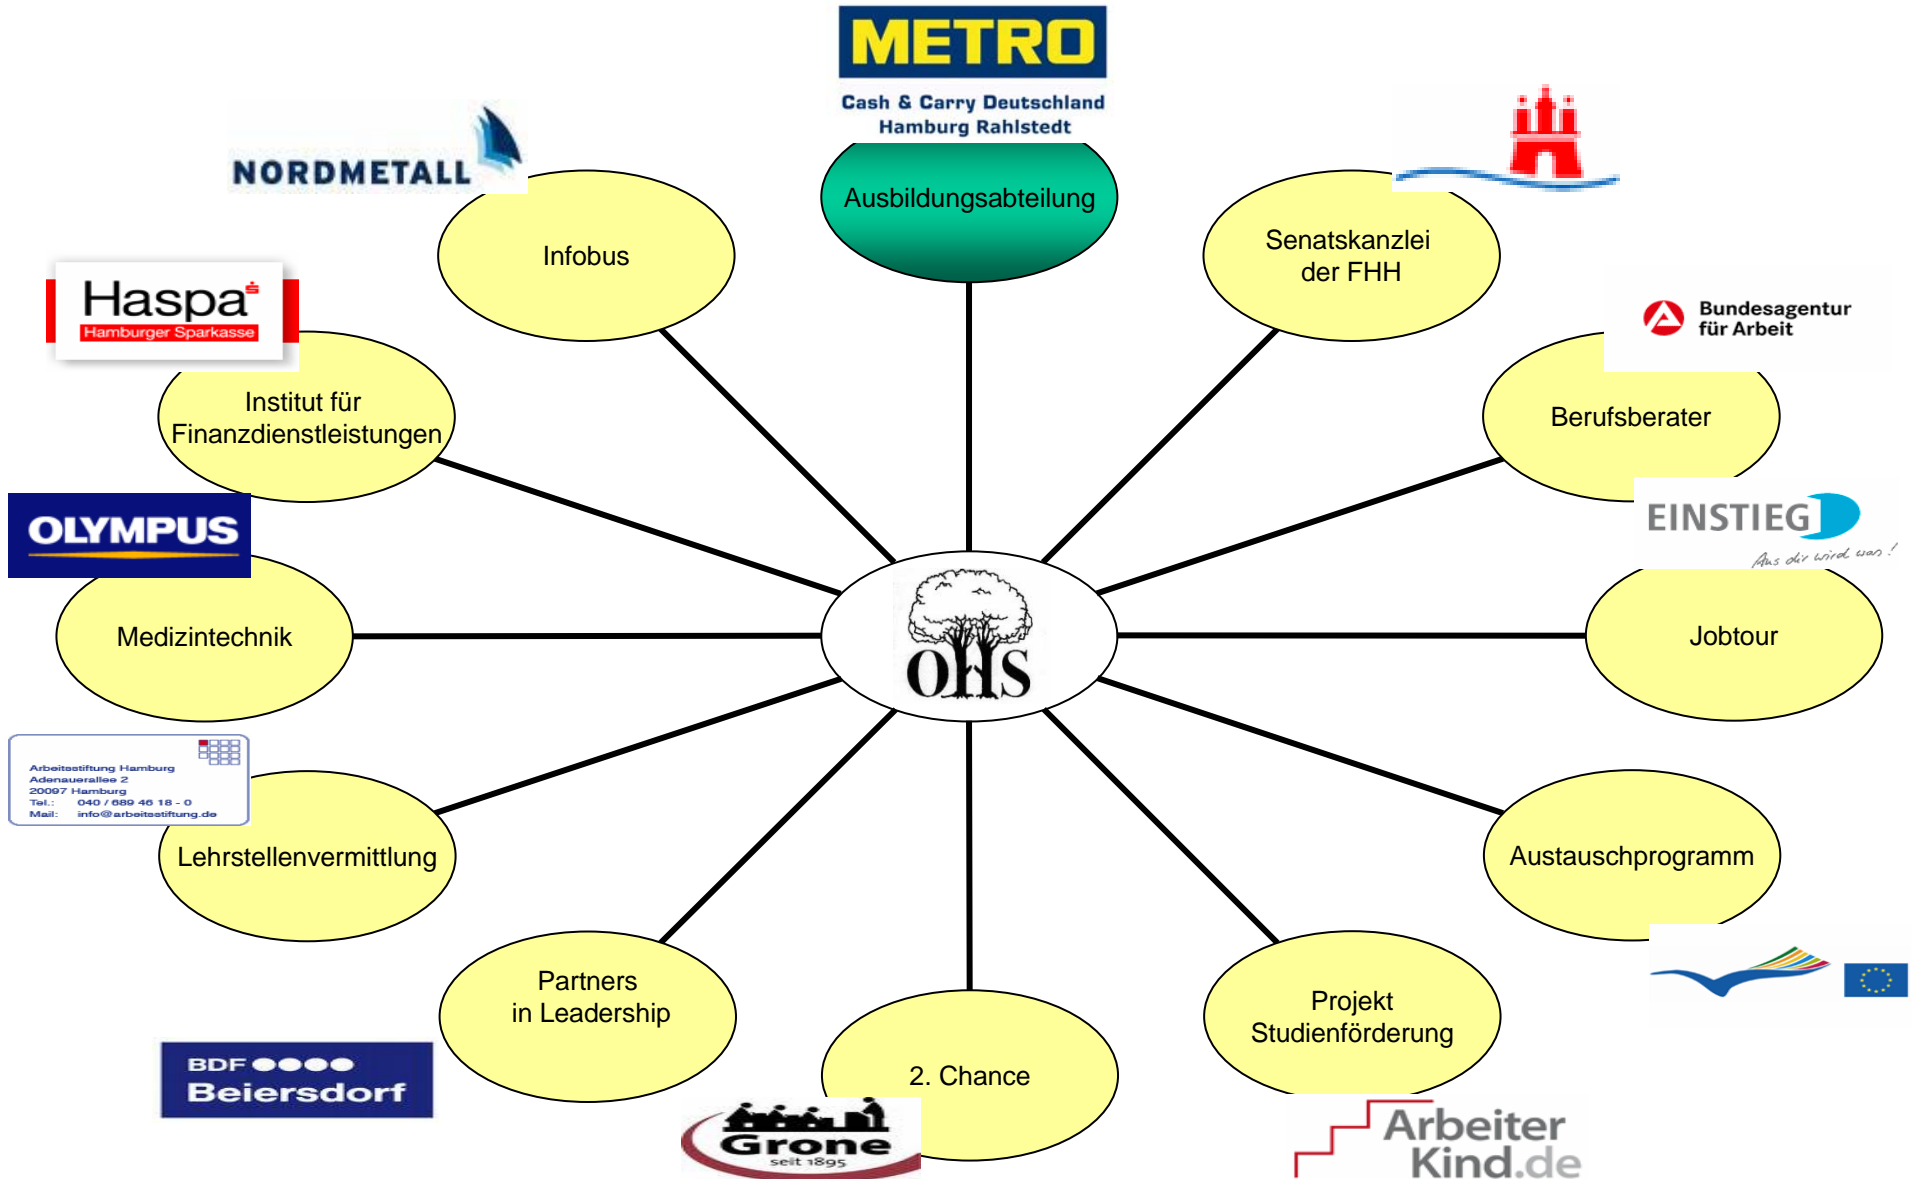 METRO
Cash & Carry Deutschland
Hamburg Rahlstedt
Ausbildungsabteilung
NORDMETALL
Infobus
Senatskanzlei
der FHH
Haspa
Hamburger Sparkasse
Institut für
Finanzdienstleistungen
Bundesagentur
für Arbeit
Berufsberater
OLYMPUS
Medizintechnik
EINSTIEG
Aus dir wird was!
Jobtour
OHS
Arbeitsstiftung Hamburg
Adenauerallee 2
20097 Hamburg
Tel.: 040 / 689 46 18 - 0
Mail: info@arbeitsstiftung.de
Lehrstellenvermittlung
Austauschprogramm
Partners
in Leadership
BDF
Beiersdorf
2. Chance
Grone
seit 1895
Projekt
Studienförderung
Arbeiter
Kind.de